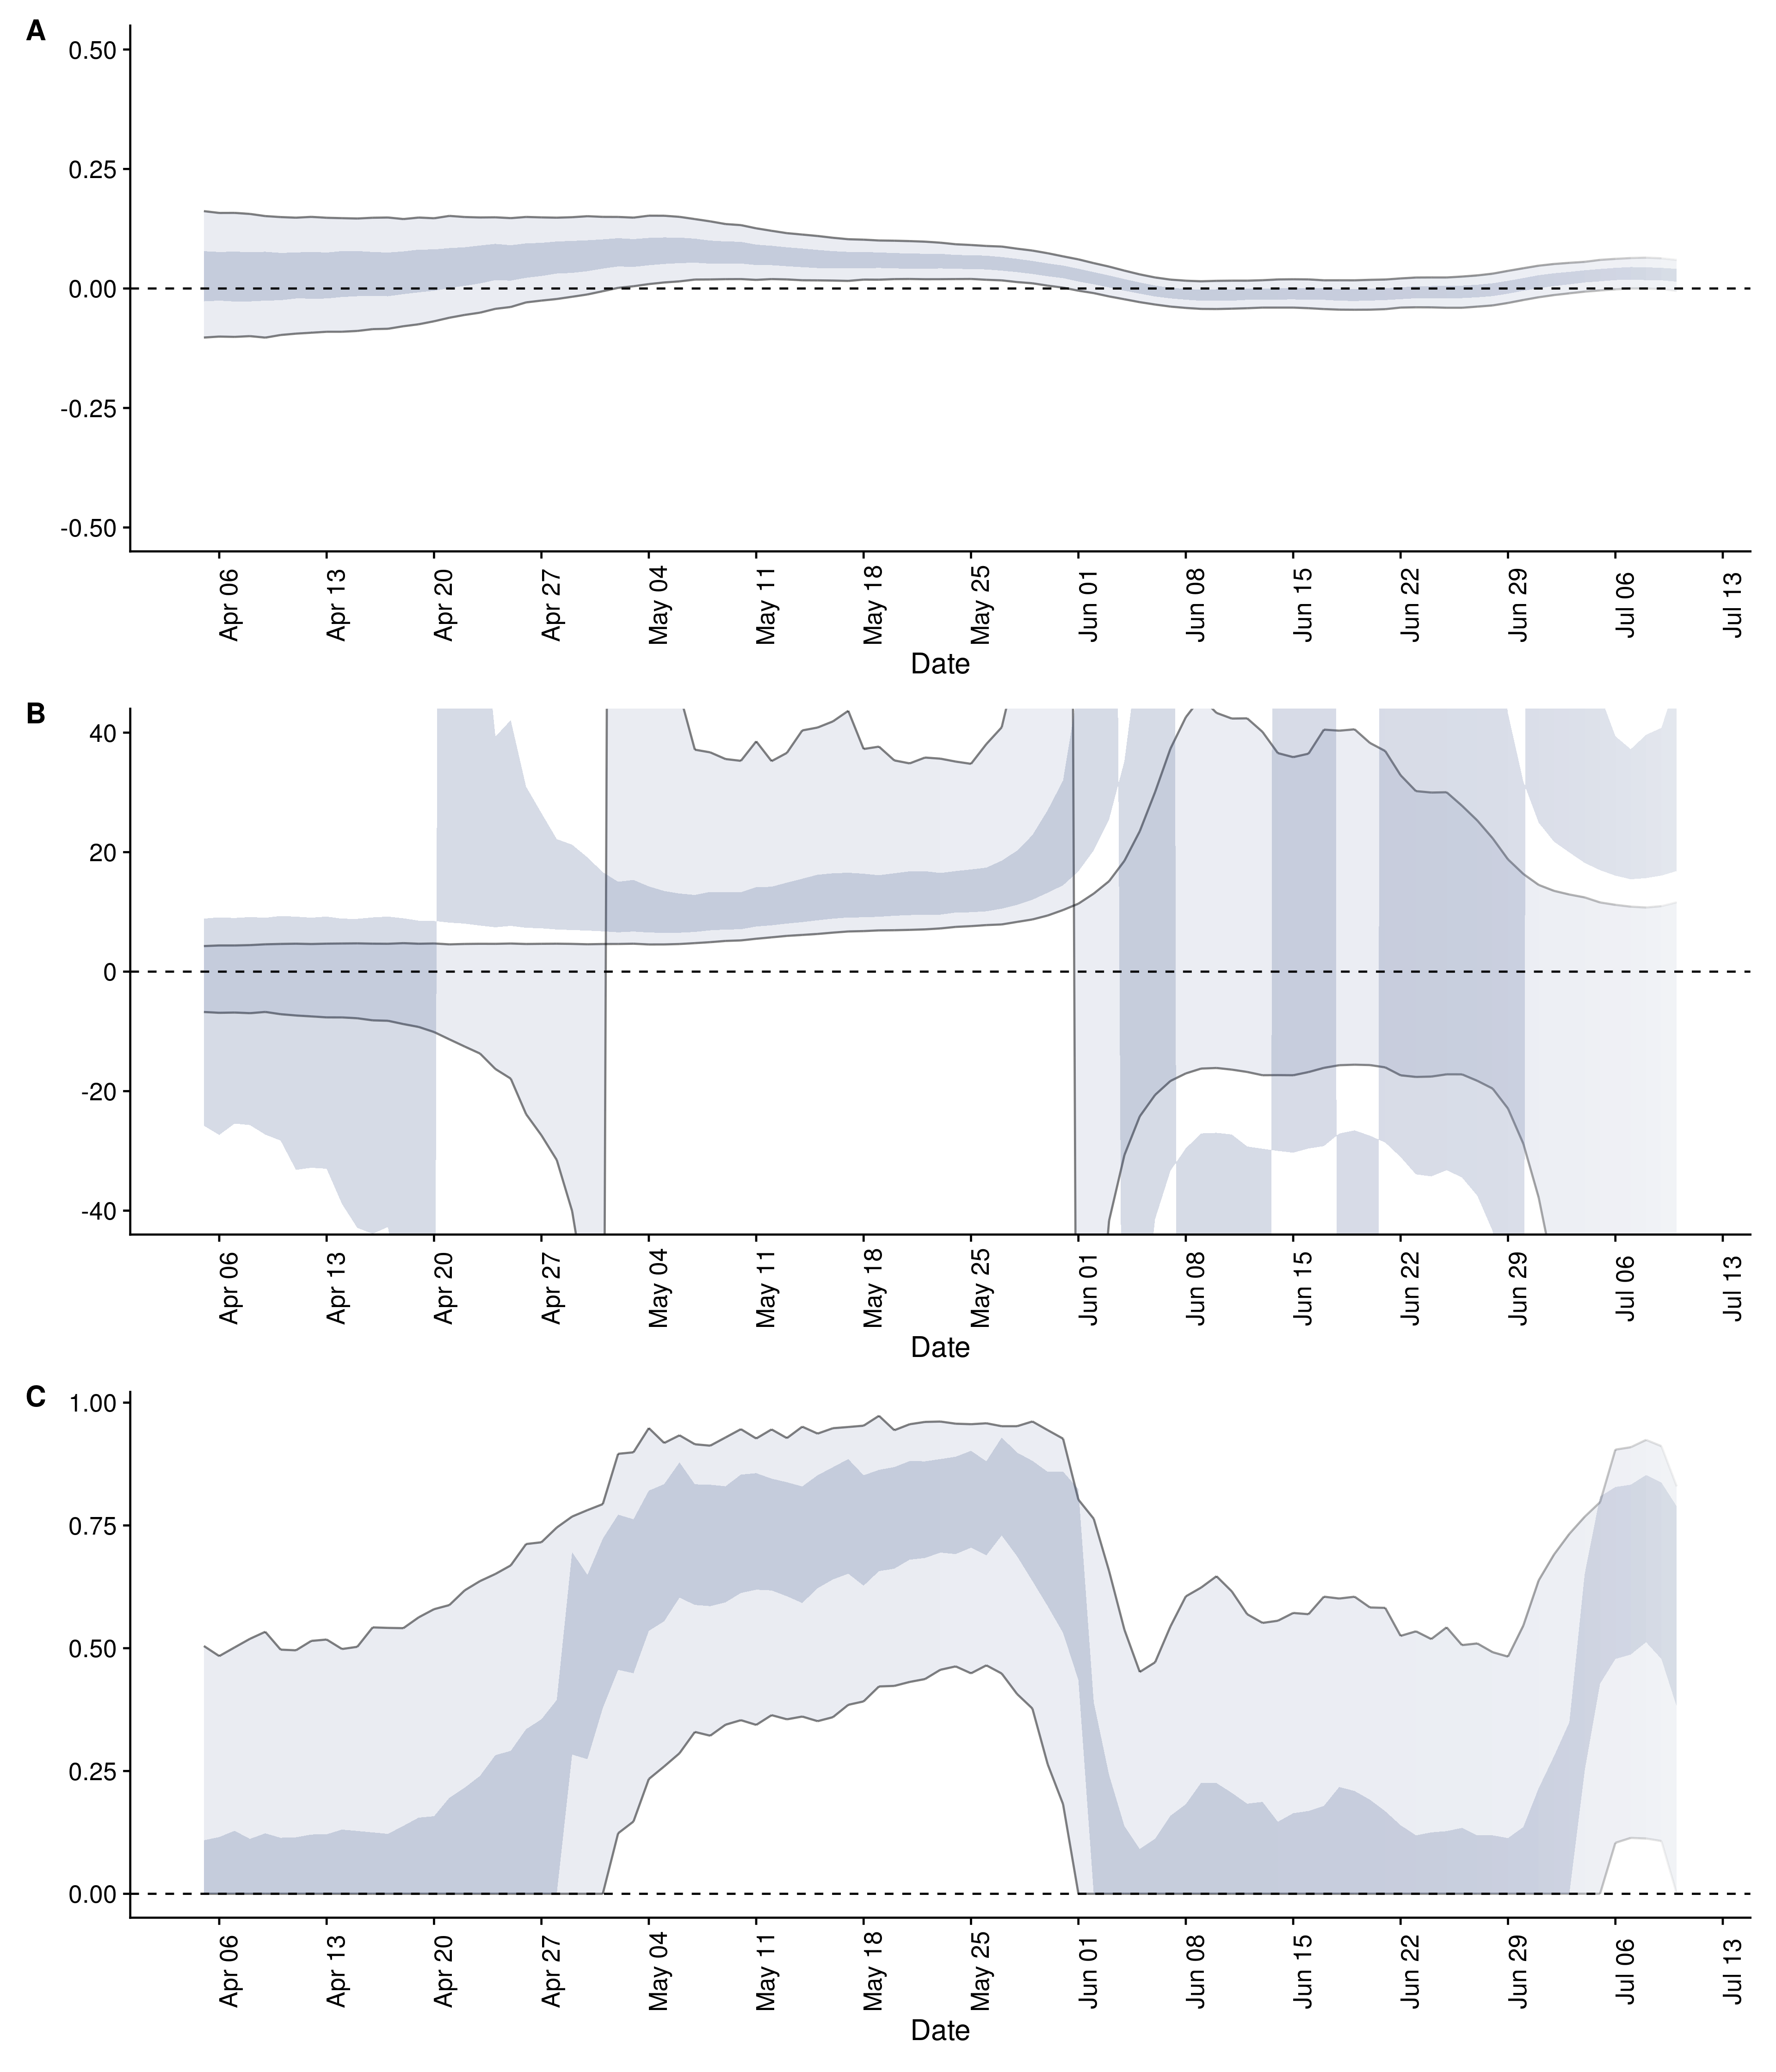 A
0.50
0.25
0.00
-0.25
-0.50
Apr 06
Apr 13
Apr 20
Apr 27
May 04
May 11
May 18
May 25
Jun 01
Jun 08
Jun 15
Jun 22
Jun 29
Jul 06
Jul 13
Date
B
40
20
0
-20
-40
Apr 06
Apr 13
Apr 20
Apr 27
May 04
May 11
May 18
May 25
Jun 01
Jun 08
Jun 15
Jun 22
Jun 29
Jul 06
Jul 13
Date
C
1.00
0.75
0.50
0.25
0.00
Apr 06
Apr 13
Apr 20
Apr 27
May 04
May 11
May 18
May 25
Jun 01
Jun 08
Jun 15
Jun 22
Jun 29
Jul 06
Jul 13
Date